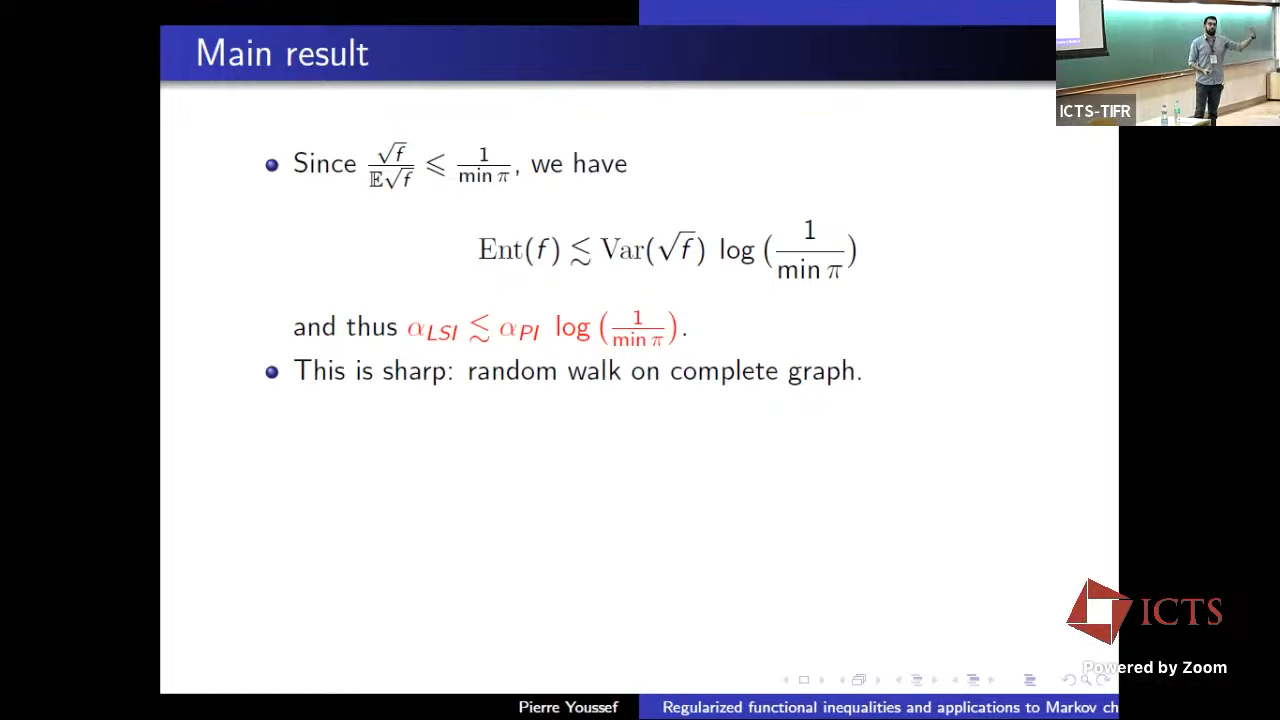 Main result
ICTS-TIFR
• Since √f / 𝔼√f ⩽ 1 / min π, we have
Ent(f) ≲ Var(√f) log (1 / min π)
and thus α_LSI ≲ α_PI log (1 / min π).
• This is sharp: random walk on complete graph.
ICTS
Powered by Zoom
Pierre Youssef
Regularized functional inequalities and applications to Markov ch